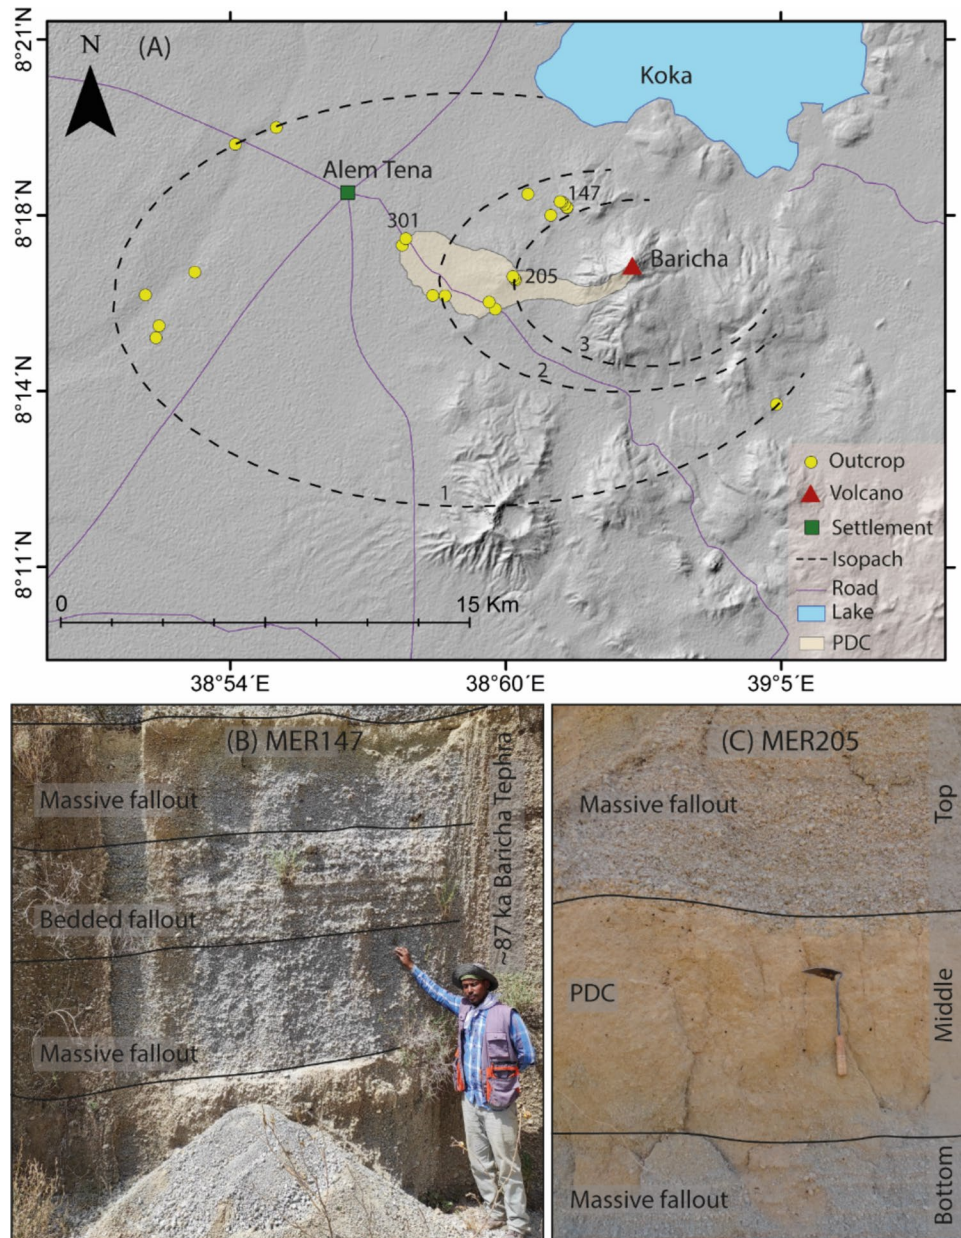 (A)
N
8°21′N
8°18′N
8°14′N
8°11′N
Koka
Alem Tena
301
147
205
Baricha
3
2
1
0
15 Km
Outcrop
Volcano
Settlement
Isopach
Road
Lake
PDC
38°54′E
38°60′E
39°5′E
(B) MER147
Massive fallout
Bedded fallout
Massive fallout
~87 ka Baricha Tephra
(C) MER205
Massive fallout
PDC
Massive fallout
Top
Middle
Bottom